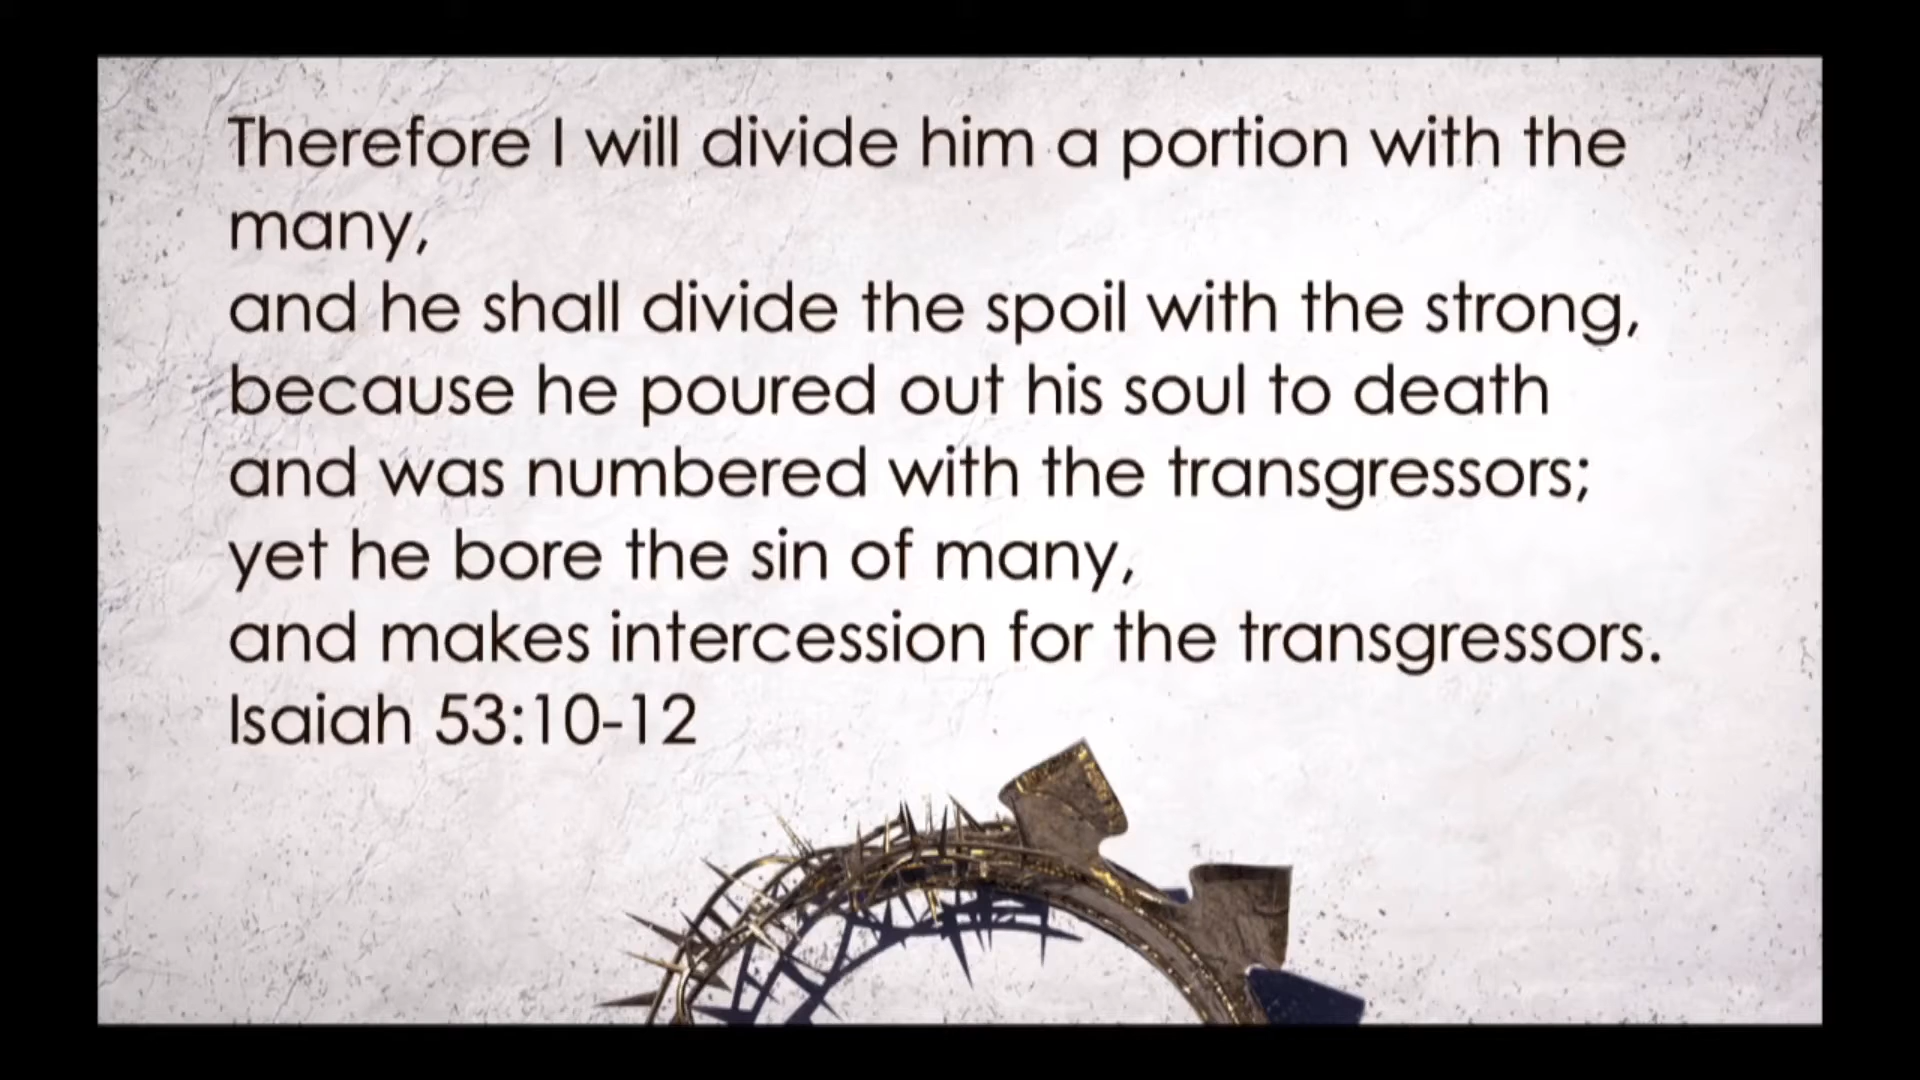 Therefore I will divide him a portion with the
many,
and he shall divide the spoil with the strong,
because he poured out his soul to death
and was numbered with the transgressors;
yet he bore the sin of many,
and makes intercession for the transgressors.
Isaiah 53:10-12